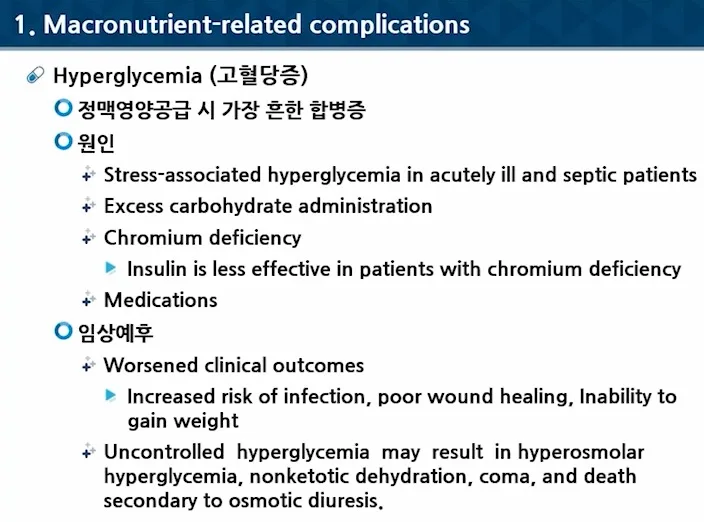 1. Macronutrient-related complications
Hyperglycemia (고혈당증)
정맥영양공급 시 가장 흔한 합병증
원인
Stress-associated hyperglycemia in acutely ill and septic patients
Excess carbohydrate administration
Chromium deficiency
Insulin is less effective in patients with chromium deficiency
Medications
임상예후
Worsened clinical outcomes
Increased risk of infection, poor wound healing, Inability to
gain weight
Uncontrolled hyperglycemia may result in hyperosmolar
hyperglycemia, nonketotic dehydration, coma, and death
secondary to osmotic diuresis.